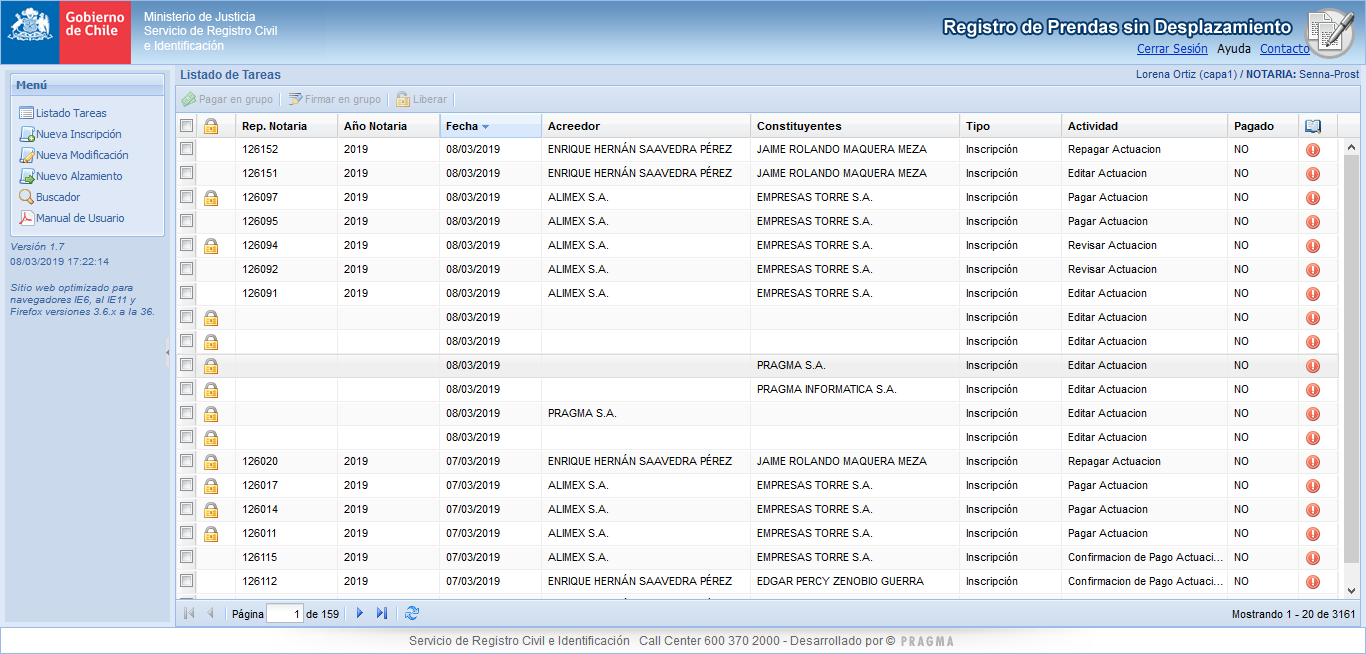 Gobierno
de Chile
Ministerio de Justicia
Servicio de Registro Civil
e Identificación
Registro de Prendas sin Desplazamiento
Cerrar Sesión Ayuda Contacto
Menú
Listado Tareas
Nueva Inscripción
Nueva Modificación
Nuevo Alzamiento
Buscador
Manual de Usuario
Versión 1.7
08/03/2019 17:22:14
Sitio web optimizado para
navegadores IE6, al IE11 y
Firefox versiones 3.6.x a la 36.
Listado de Tareas
Lorena Ortiz (capa1) / NOTARIA: Senna-Prost
Pagar en grupo Firmar en grupo Liberar
Rep. Notaria Año Notaria Fecha Acreedor Constituyentes Tipo Actividad Pagado
126152 2019 08/03/2019 ENRIQUE HERNÁN SAAVEDRA PÉREZ JAIME ROLANDO MAQUERA MEZA Inscripción Repagar Actuacion NO
126151 2019 08/03/2019 ENRIQUE HERNÁN SAAVEDRA PÉREZ JAIME ROLANDO MAQUERA MEZA Inscripción Editar Actuacion NO
126097 2019 08/03/2019 ALIMEX S.A. EMPRESAS TORRE S.A. Inscripción Pagar Actuacion NO
126095 2019 08/03/2019 ALIMEX S.A. EMPRESAS TORRE S.A. Inscripción Pagar Actuacion NO
126094 2019 08/03/2019 ALIMEX S.A. EMPRESAS TORRE S.A. Inscripción Revisar Actuacion NO
126092 2019 08/03/2019 ALIMEX S.A. EMPRESAS TORRE S.A. Inscripción Revisar Actuacion NO
126091 2019 08/03/2019 ALIMEX S.A. EMPRESAS TORRE S.A. Inscripción Editar Actuacion NO
08/03/2019 Inscripción Editar Actuacion NO
08/03/2019 Inscripción Editar Actuacion NO
08/03/2019 PRAGMA S.A. Inscripción Editar Actuacion NO
08/03/2019 PRAGMA INFORMATICA S.A. Inscripción Editar Actuacion NO
08/03/2019 PRAGMA S.A. Inscripción Editar Actuacion NO
08/03/2019 Inscripción Editar Actuacion NO
126020 2019 07/03/2019 ENRIQUE HERNÁN SAAVEDRA PÉREZ JAIME ROLANDO MAQUERA MEZA Inscripción Repagar Actuacion NO
126017 2019 07/03/2019 ALIMEX S.A. EMPRESAS TORRE S.A. Inscripción Pagar Actuacion NO
126014 2019 07/03/2019 ALIMEX S.A. EMPRESAS TORRE S.A. Inscripción Pagar Actuacion NO
126011 2019 07/03/2019 ALIMEX S.A. EMPRESAS TORRE S.A. Inscripción Pagar Actuacion NO
126115 2019 07/03/2019 ALIMEX S.A. EMPRESAS TORRE S.A. Inscripción Confirmacion de Pago Actuaci... NO
126112 2019 07/03/2019 ENRIQUE HERNÁN SAAVEDRA PÉREZ EDGAR PERCY ZENOBIO GUERRA Inscripción Confirmacion de Pago Actuaci... NO
Página 1 de 159
Mostrando 1 - 20 de 3161
Servicio de Registro Civil e Identificación Call Center 600 370 2000 - Desarrollado por © PRAGMA